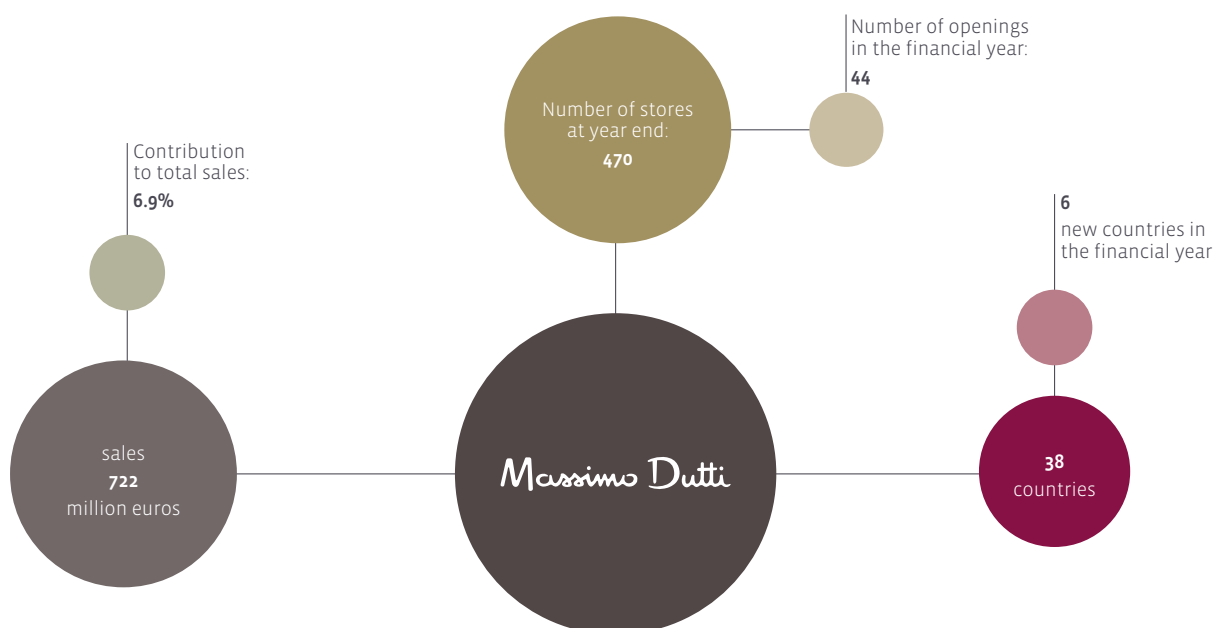 Number of openings
in the financial year:
44
Number of stores
at year end:
470
Contribution
to total sales:
6.9%
6
new countries in
the financial year
sales
722
million euros
Massimo Dutti
38
countries